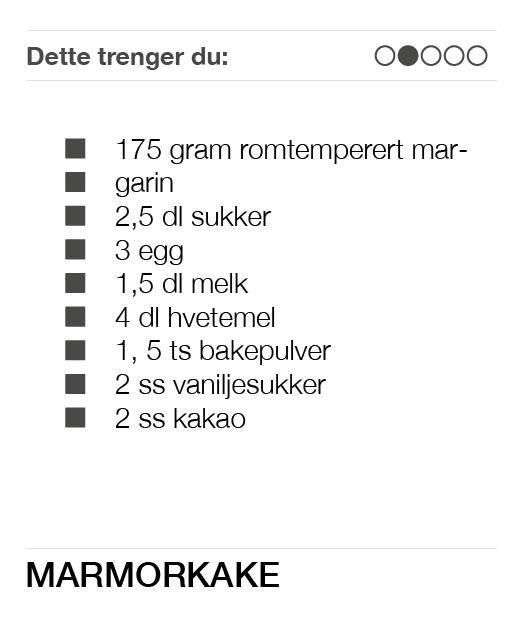 Dette trenger du:
175 gram romtemperert mar-
garin
2,5 dl sukker
3 egg
1,5 dl melk
4 dl hvetemel
1, 5 ts bakepulver
2 ss vaniljesukker
2 ss kakao
MARMORKAKE